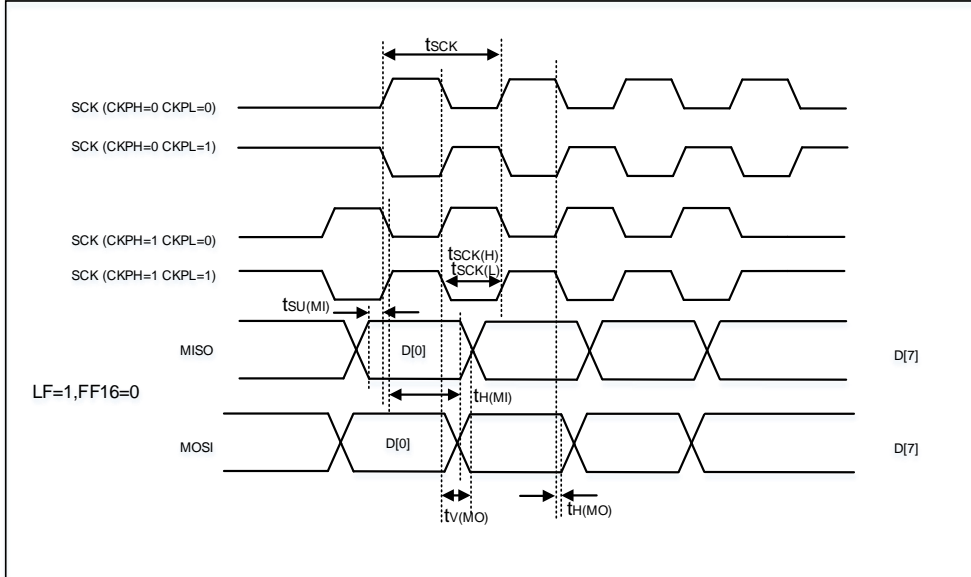 tSCK
SCK (CKPH=0 CKPL=0)
SCK (CKPH=0 CKPL=1)
SCK (CKPH=1 CKPL=0)
tSCK(H)
tSCK(L)
SCK (CKPH=1 CKPL=1)
tSU(MI)
MISO
D[0]
D[7]
LF=1,FF16=0
tH(MI)
MOSI
D[0]
D[7]
tV(MO)
tH(MO)